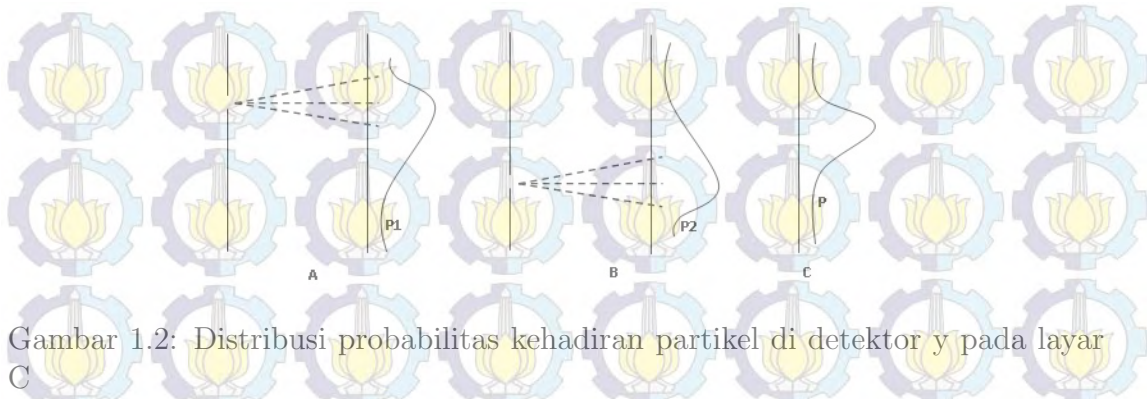 P1
P2
P
A
B
C
Gambar 1.2: Distribusi probabilitas kehadiran partikel di detektor y pada layar
C